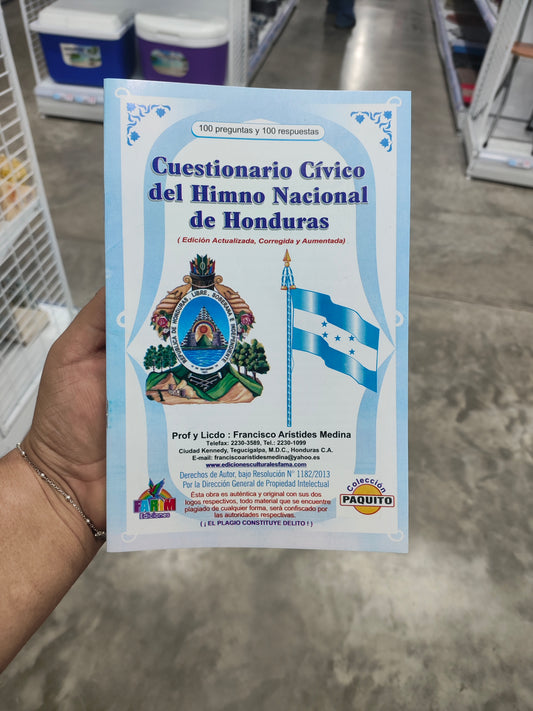 100 preguntas y 100 respuestas
Cuestionario Cívico
del Himno Nacional
de Honduras
( Edición Actualizada, Corregida y Aumentada)
REPUBLICA DE HONDURAS, LIBRE, SOBERANA E INDEPENDIENTE
Prof y Licdo : Francisco Arístides Medina
Telefax: 2230-3589, Tel.: 2230-1099
Ciudad Kennedy, Tegucigalpa, M.D.C., Honduras C.A.
E-mail: franciscoaristidesmedina@yahoo.es
www.edicionesculturalesfama.com
Derechos de Autor, bajo Resolución N° 1182/2013
Por la Dirección General de Propiedad Intelectual
Ésta obra es auténtica y original con sus dos
logos respectivos, todo material que se encuentre
plagiado de cualquier forma, será confiscado por
las autoridades respectivas.
( ¡ EL PLAGIO CONSTITUYE DELITO ! )
Ediciones
Colección
PAQUITO